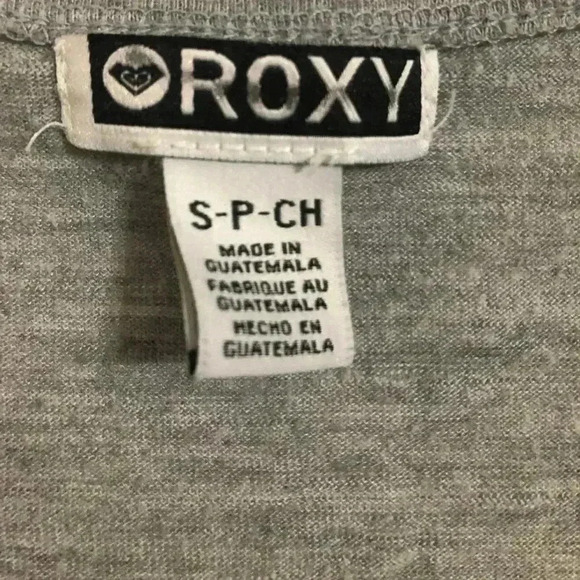 ROXY
S-P-CH
MADE IN
GUATEMALA
FABRIQUE AU
GUATEMALA
HECHO EN
GUATEMALA